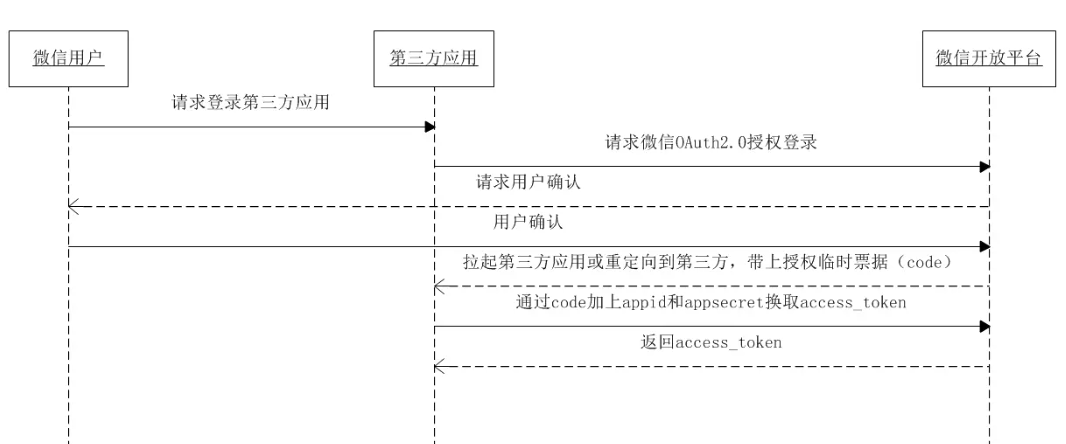 微信用户
第三方应用
微信开放平台
请求登录第三方应用
请求微信OAuth2.0授权登录
请求用户确认
用户确认
拉起第三方应用或重定向到第三方，带上授权临时票据（code）
通过code加上appid和appsecret换取access_token
返回access_token